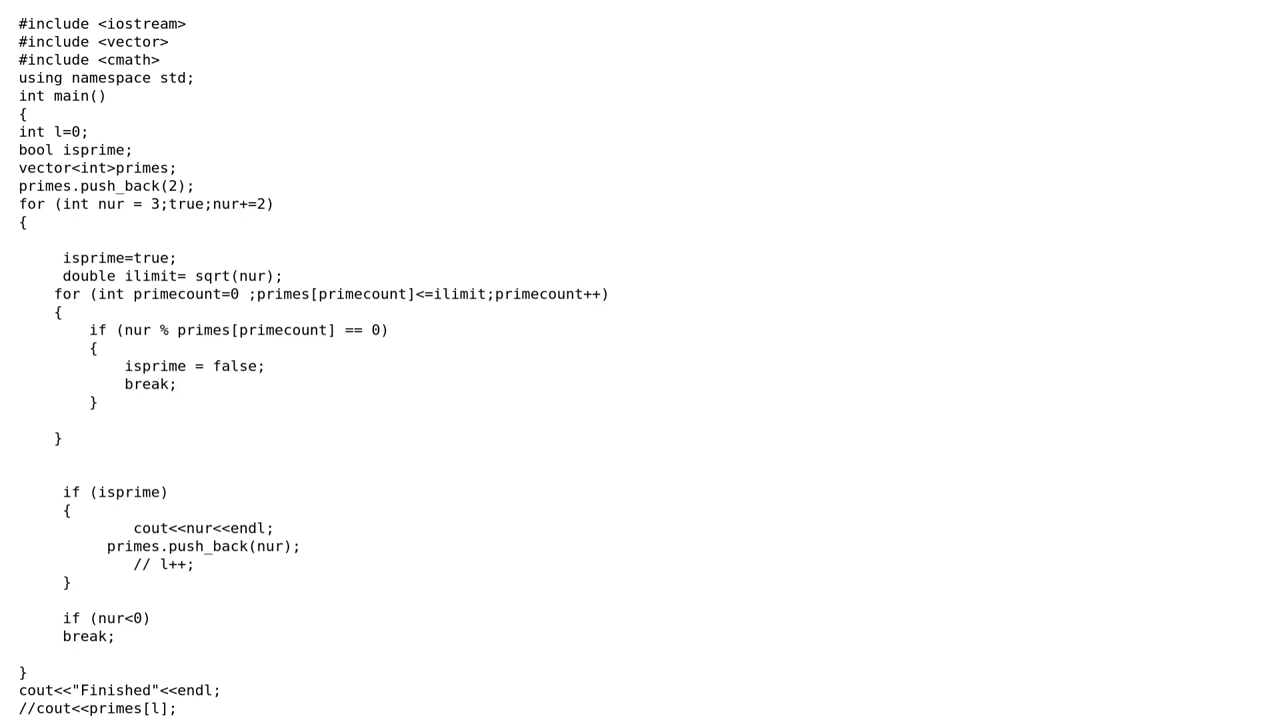 #include <iostream>
#include <vector>
#include <cmath>
using namespace std;
int main()
{
int l=0;
bool isprime;
vector<int>primes;
primes.push_back(2);
for (int nur = 3;true;nur+=2)
{
isprime=true;
double ilimit= sqrt(nur);
for (int primecount=0 ;primes[primecount]<=ilimit;primecount++)
{
if (nur % primes[primecount] == 0)
{
isprime = false;
break;
}
}
if (isprime)
{
cout<<nur<<endl;
primes.push_back(nur);
// l++;
}
if (nur<0)
break;
}
cout<<"Finished"<<endl;
//cout<<primes[l];